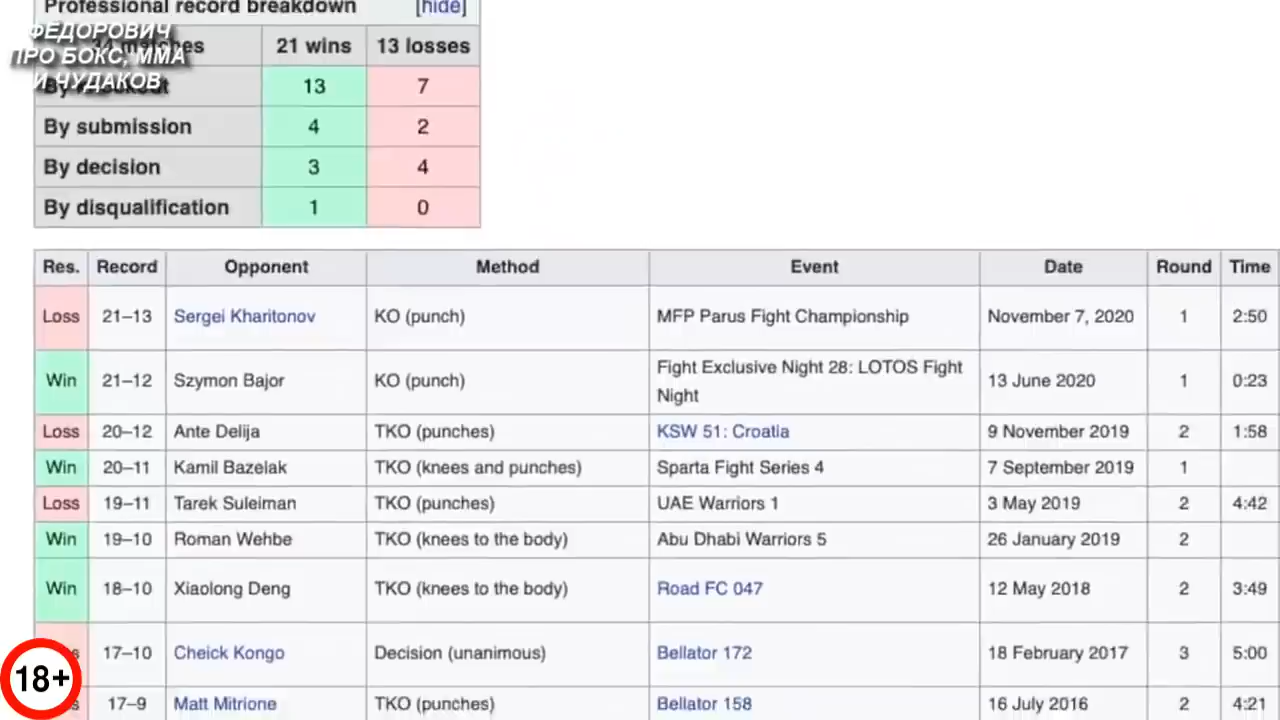 Professional record breakdown [hide]
ФЁДОРОВИЧ
ПРО БОКС, ММА
И ЧУДАКОВ
21 wins 13 losses
13 7
By submission 4 2
By decision 3 4
By disqualification 1 0
Res. Record Opponent Method Event Date Round Time
Loss 21–13 Sergei Kharitonov KO (punch) MFP Parus Fight Championship November 7, 2020 1 2:50
Win 21–12 Szymon Bajor KO (punch) Fight Exclusive Night 28: LOTOS Fight
Night 13 June 2020 1 0:23
Loss 20–12 Ante Delija TKO (punches) KSW 51: Croatia 9 November 2019 2 1:58
Win 20–11 Kamil Bazelak TKO (knees and punches) Sparta Fight Series 4 7 September 2019 1
Loss 19–11 Tarek Suleiman TKO (punches) UAE Warriors 1 3 May 2019 2 4:42
Win 19–10 Roman Wehbe TKO (knees to the body) Abu Dhabi Warriors 5 26 January 2019 2
Win 18–10 Xiaolong Deng TKO (knees to the body) Road FC 047 12 May 2018 2 3:49
17–10 Cheick Kongo Decision (unanimous) Bellator 172 18 February 2017 3 5:00
17–9 Matt Mitrione TKO (punches) Bellator 158 16 July 2016 2 4:21
18+